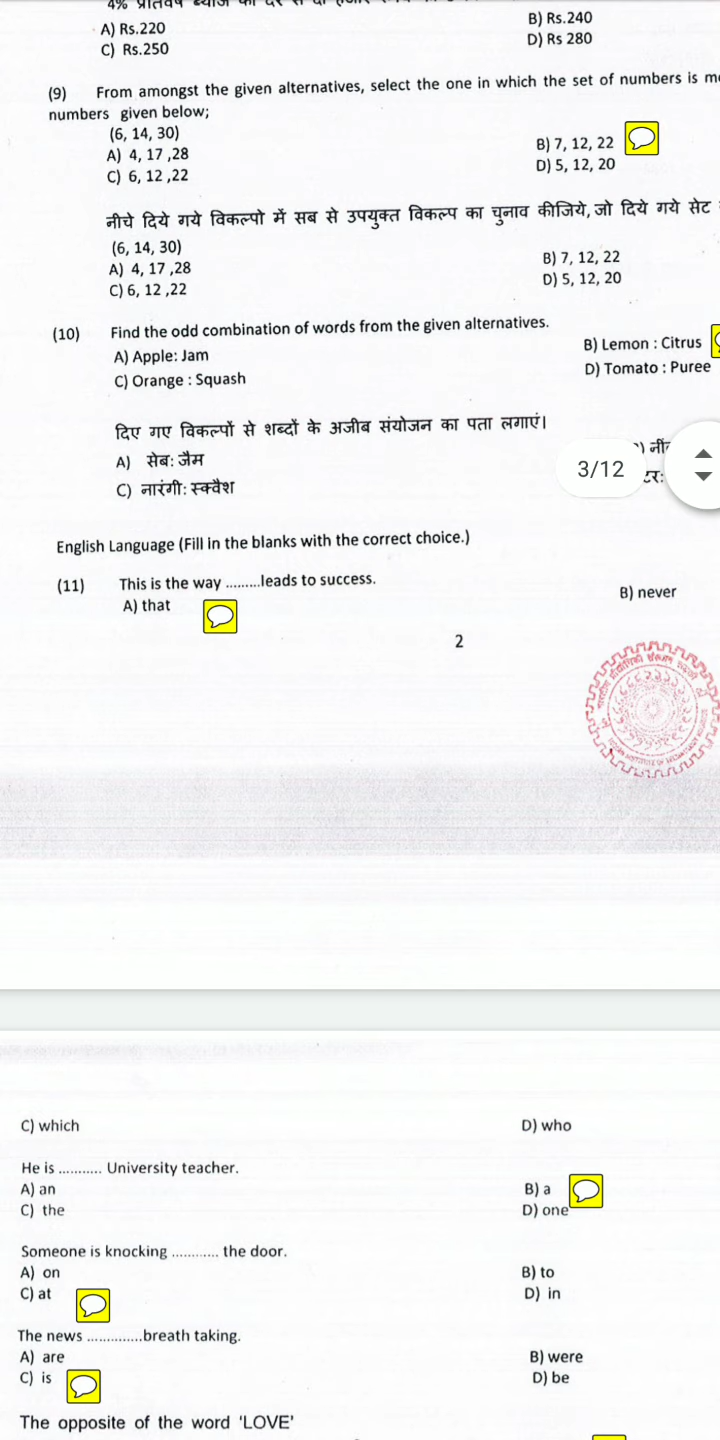 A) Rs.220
B) Rs.240
C) Rs.250
D) Rs 280
(9) From amongst the given alternatives, select the one in which the set of numbers is
numbers given below;
(6, 14, 30)
A) 4, 17 ,28
B) 7, 12, 22
C) 6, 12 ,22
D) 5, 12, 20
नीचे दिये गये विकल्पो में सब से उपयुक्त विकल्प का चुनाव कीजिये, जो दिये गये सेट
(6, 14, 30)
A) 4, 17 ,28
B) 7, 12, 22
C) 6, 12 ,22
D) 5, 12, 20
(10) Find the odd combination of words from the given alternatives.
A) Apple: Jam
B) Lemon : Citrus
C) Orange : Squash
D) Tomato : Puree
दिए गए विकल्पों से शब्दों के अजीब संयोजन का पता लगाएं।
A) सेब: जैम
C) नारंगी: स्क्वैश
3/12
English Language (Fill in the blanks with the correct choice.)
(11) This is the way .........leads to success.
A) that
B) never
2
C) which
D) who
He is ........... University teacher.
A) an
B) a
C) the
D) one
Someone is knocking ............ the door.
A) on
B) to
C) at
D) in
The news ..............breath taking.
A) are
B) were
C) is
D) be
The opposite of the word 'LOVE'